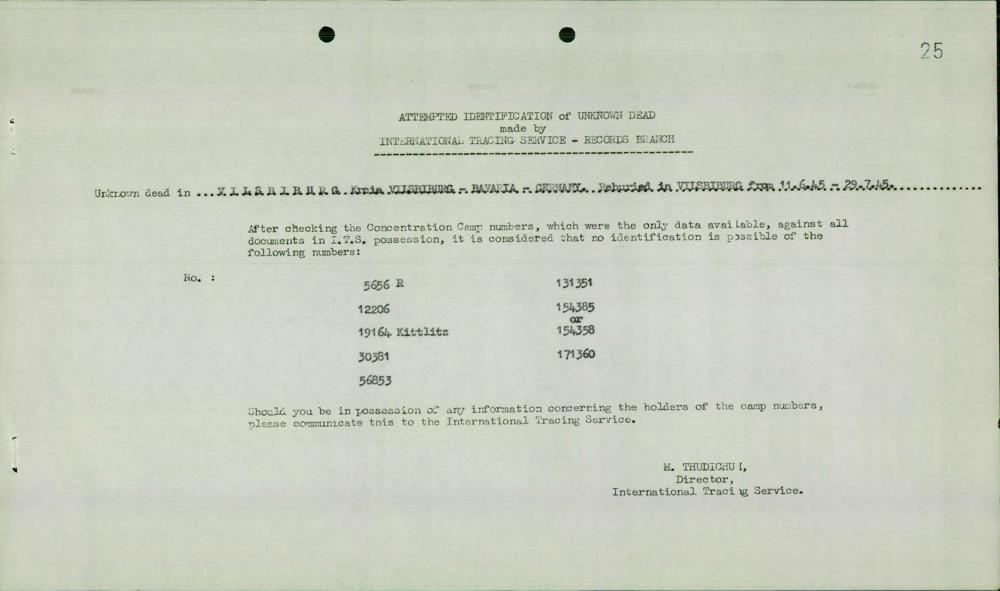 25
ATTEMPTED IDENTIFICATION of UNKNOWN DEAD
made by
INTERNATIONAL TRACING SERVICE - RECORDS BRANCH
Unknown dead in ... VILSBIBURG. Kreis VILSBIBURG - BAVARIA - GERMANY. Reburied in VILSBIBURG from 11.6.45 - 29.7.45.
After checking the Concentration Camp numbers, which were the only data available, against all
documents in I.T.S. possession, it is considered that no identification is possible of the
following numbers:
No. :
5656 R
12206
19164 Kittlits
30381
56853
131351
154385
or
154358
171360
Should you be in possession of any information concerning the holders of the camp numbers,
please communicate this to the International Tracing Service.
M. THUDICHUM,
Director,
International Tracing Service.